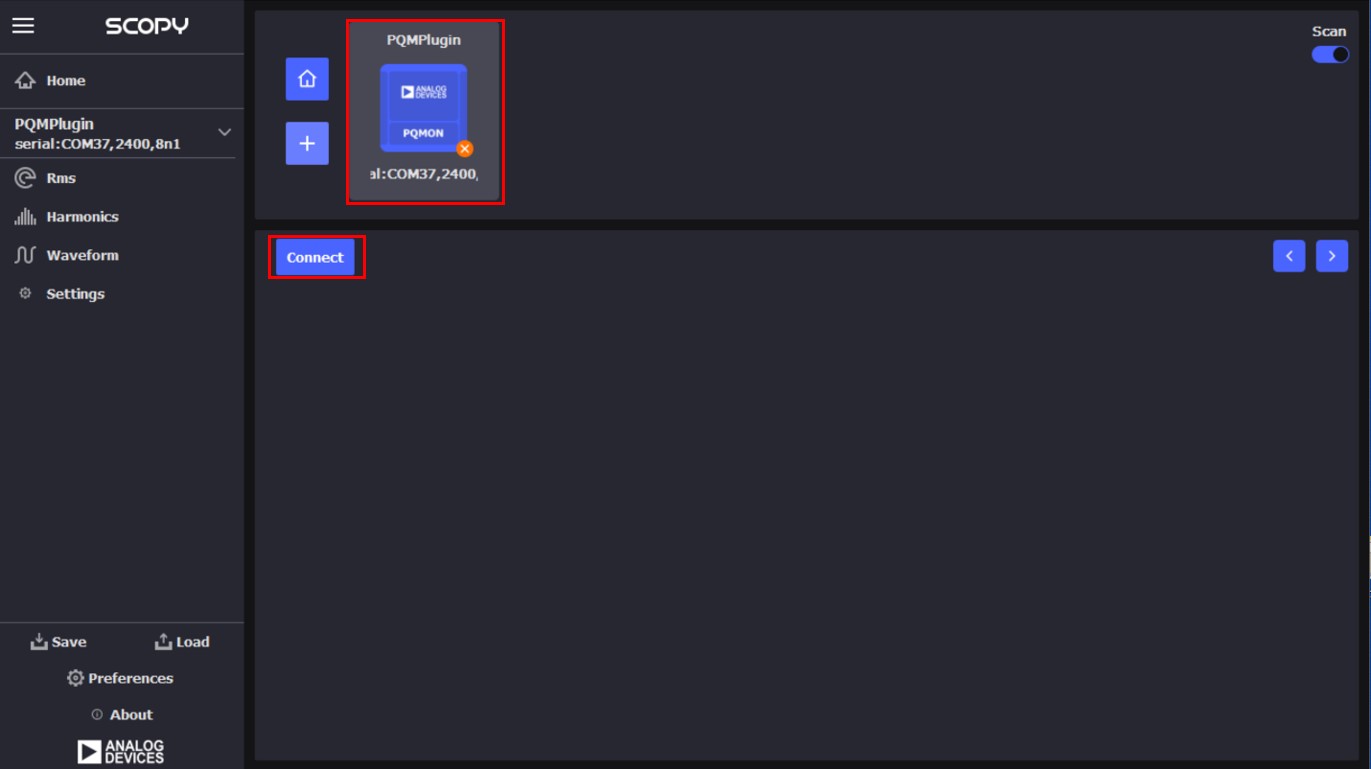 SCOPY
Home
PQMPlugin
serial:COM37,2400,8n1
Rms
Harmonics
Waveform
Settings
Save
Load
Preferences
About
ANALOG
DEVICES
PQMPlugin
ANALOG
DEVICES
PQMON
al:COM37,2400,
Scan
Connect